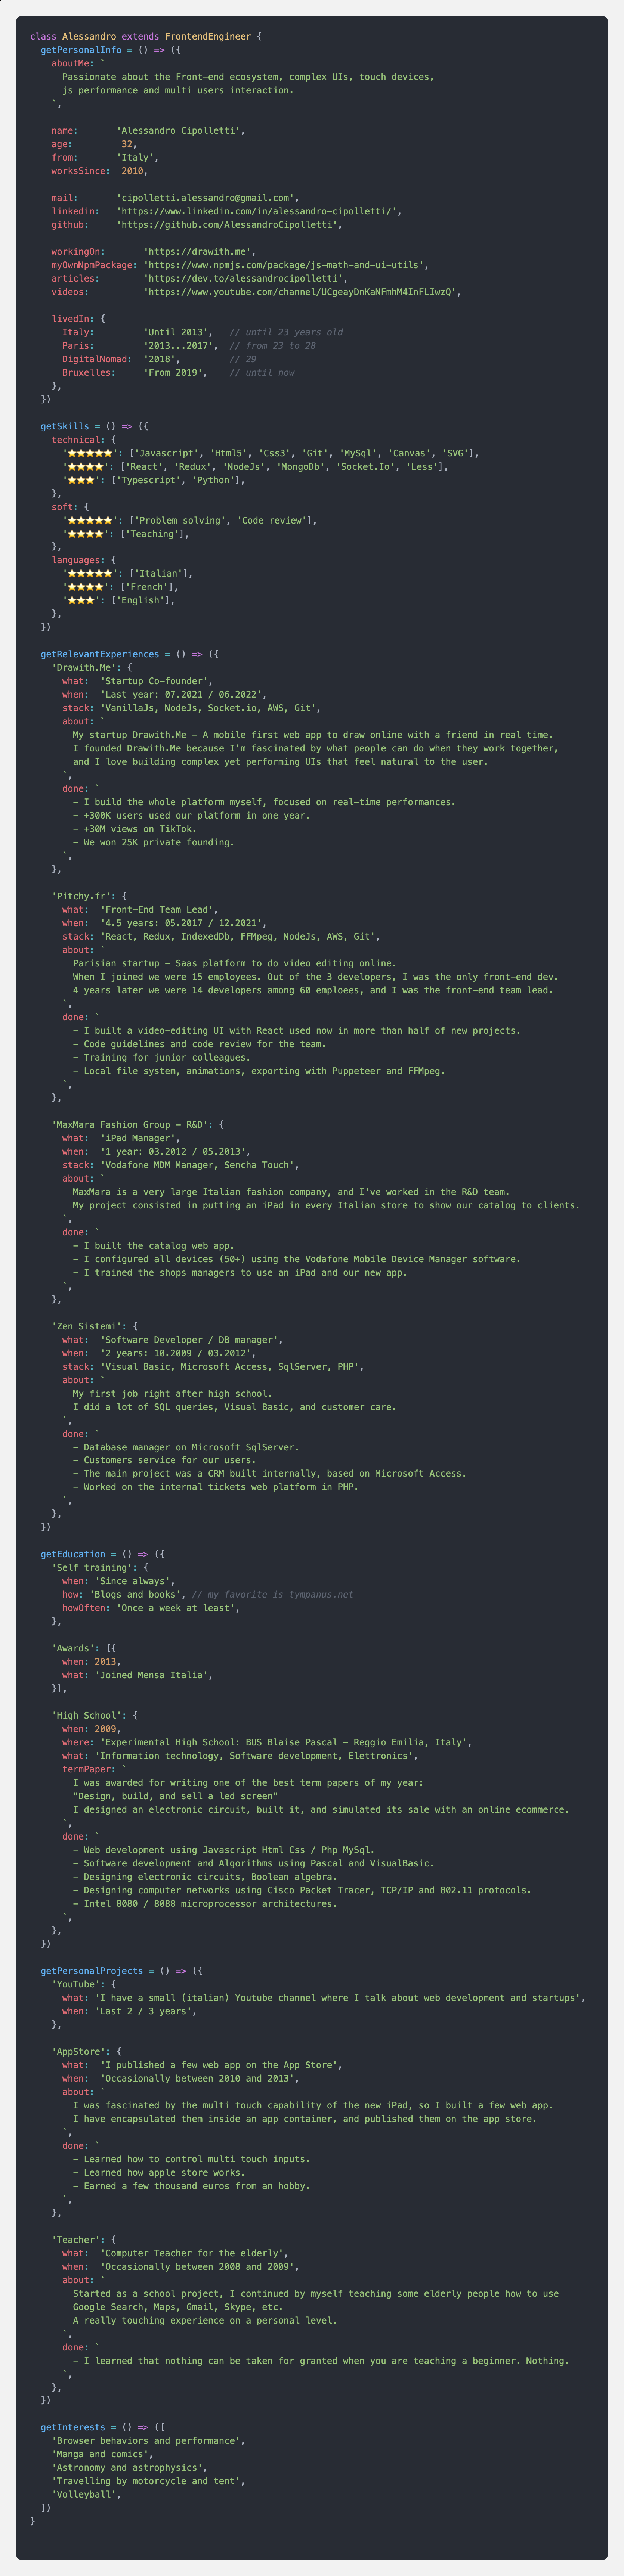 class Alessandro extends FrontendEngineer {
  getPersonalInfo = () => ({
    aboutMe: `
      Passionate about the Front-end ecosystem, complex UIs, touch devices,
      js performance and multi users interaction.
    `,

    name:       'Alessandro Cipolletti',
    age:         32,
    from:       'Italy',
    worksSince:  2010,

    mail:       'cipolletti.alessandro@gmail.com',
    linkedin:   'https://www.linkedin.com/in/alessandro-cipolletti/',
    github:     'https://github.com/AlessandroCipolletti',

    workingOn:       'https://drawith.me',
    myOwnNpmPackage: 'https://www.npmjs.com/package/js-math-and-ui-utils',
    articles:        'https://dev.to/alessandrocipolletti',
    videos:          'https://www.youtube.com/channel/UCgeayDnKaNFmhM4InFLIwzQ',

    livedIn: {
      Italy:         'Until 2013',   // until 23 years old
      Paris:         '2013...2017',  // from 23 to 28
      DigitalNomad:  '2018',         // 29
      Bruxelles:     'From 2019',    // until now
    },
  })

  getSkills = () => ({
    technical: {
      '⭐⭐⭐⭐⭐': ['Javascript', 'Html5', 'Css3', 'Git', 'MySql', 'Canvas', 'SVG'],
      '⭐⭐⭐⭐': ['React', 'Redux', 'NodeJs', 'MongoDb', 'Socket.Io', 'Less'],
      '⭐⭐⭐': ['Typescript', 'Python'],
    },
    soft: {
      '⭐⭐⭐⭐⭐': ['Problem solving', 'Code review'],
      '⭐⭐⭐⭐': ['Teaching'],
    },
    languages: {
      '⭐⭐⭐⭐⭐': ['Italian'],
      '⭐⭐⭐⭐': ['French'],
      '⭐⭐⭐': ['English'],
    },
  })

  getRelevantExperiences = () => ({
    'Drawith.Me': {
      what:  'Startup Co-founder',
      when:  'Last year: 07.2021 / 06.2022',
      stack: 'VanillaJs, NodeJs, Socket.io, AWS, Git',
      about: `
        My startup Drawith.Me - A mobile first web app to draw online with a friend in real time.
        I founded Drawith.Me because I'm fascinated by what people can do when they work together,
        and I love building complex yet performing UIs that feel natural to the user.
      `,
      done: `
        - I build the whole platform myself, focused on real-time performances.
        - +300K users used our platform in one year.
        - +30M views on TikTok.
        - We won 25K private founding.
      `,
    },

    'Pitchy.fr': {
      what:  'Front-End Team Lead',
      when:  '4.5 years: 05.2017 / 12.2021',
      stack: 'React, Redux, IndexedDb, FFMpeg, NodeJs, AWS, Git',
      about: `
        Parisian startup - Saas platform to do video editing online.
        When I joined we were 15 employees. Out of the 3 developers, I was the only front-end dev.
        4 years later we were 14 developers among 60 emploees, and I was the front-end team lead.
      `,
      done: `
        - I built a video-editing UI with React used now in more than half of new projects.
        - Code guidelines and code review for the team.
        - Training for junior colleagues.
        - Local file system, animations, exporting with Puppeteer and FFMpeg.
      `,
    },

    'MaxMara Fashion Group - R&D': {
      what:  'iPad Manager',
      when:  '1 year: 03.2012 / 05.2013',
      stack: 'Vodafone MDM Manager, Sencha Touch',
      about: `
        MaxMara is a very large Italian fashion company, and I've worked in the R&D team.
        My project consisted in putting an iPad in every Italian store to show our catalog to clients.
      `,
      done: `
        - I built the catalog web app.
        - I configured all devices (50+) using the Vodafone Mobile Device Manager software.
        - I trained the shops managers to use an iPad and our new app.
      `,
    },

    'Zen Sistemi': {
      what:  'Software Developer / DB manager',
      when:  '2 years: 10.2009 / 03.2012',
      stack: 'Visual Basic, Microsoft Access, SqlServer, PHP',
      about: `
        My first job right after high school.
        I did a lot of SQL queries, Visual Basic, and customer care.
      `,
      done: `
        - Database manager on Microsoft SqlServer.
        - Customers service for our users.
        - The main project was a CRM built internally, based on Microsoft Access.
        - Worked on the internal tickets web platform in PHP.
      `,
    },
  })

  getEducation = () => ({
    'Self training': {
      when: 'Since always',
      how: 'Blogs and books', // my favorite is tympanus.net
      howOften: 'Once a week at least',
    },

    'Awards': [{
      when: 2013,
      what: 'Joined Mensa Italia',
    }],

    'High School': {
      when: 2009,
      where: 'Experimental High School: BUS Blaise Pascal - Reggio Emilia, Italy',
      what: 'Information technology, Software development, Elettronics',
      termPaper: `
        I was awarded for writing one of the best term papers of my year:
        "Design, build, and sell a led screen"
        I designed an electronic circuit, built it, and simulated its sale with an online ecommerce.
      `,
      done: `
        - Web development using Javascript Html Css / Php MySql.
        - Software development and Algorithms using Pascal and VisualBasic.
        - Designing electronic circuits, Boolean algebra.
        - Designing computer networks using Cisco Packet Tracer, TCP/IP and 802.11 protocols.
        - Intel 8080 / 8088 microprocessor architectures.
      `,
    },
  })

  getPersonalProjects = () => ({
    'YouTube': {
      what: 'I have a small (italian) Youtube channel where I talk about web development and startups',
      when: 'Last 2 / 3 years',
    },

    'AppStore': {
      what:  'I published a few web app on the App Store',
      when:  'Occasionally between 2010 and 2013',
      about: `
        I was fascinated by the multi touch capability of the new iPad, so I built a few web app.
        I have encapsulated them inside an app container, and published them on the app store.
      `,
      done: `
        - Learned how to control multi touch inputs.
        - Learned how apple store works.
        - Earned a few thousand euros from an hobby.
      `,
    },

    'Teacher': {
      what:  'Computer Teacher for the elderly',
      when:  'Occasionally between 2008 and 2009',
      about: `
        Started as a school project, I continued by myself teaching some elderly people how to use
        Google Search, Maps, Gmail, Skype, etc.
        A really touching experience on a personal level.
      `,
      done: `
        - I learned that nothing can be taken for granted when you are teaching a beginner. Nothing.
      `,
    },
  })

  getInterests = () => ([
    'Browser behaviors and performance',
    'Manga and comics',
    'Astronomy and astrophysics',
    'Travelling by motorcycle and tent',
    'Volleyball',
  ])
}